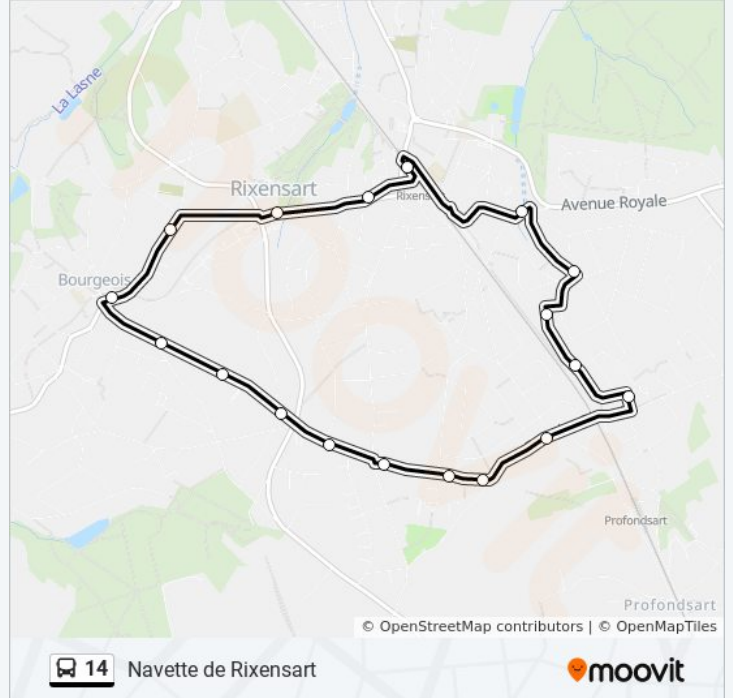 La Lasne
Rixensart
Rixens
Avenue Royale
Bourgeois
Profondsart
Profondsart
© OpenStreetMap contributors | © OpenMapTiles
14 Navette de Rixensart
moovit